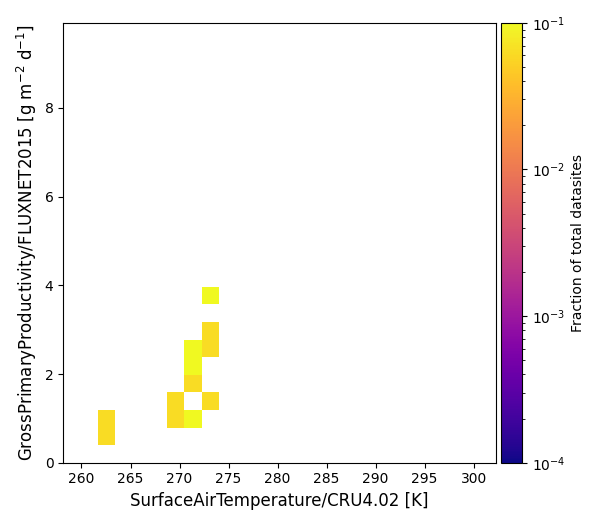 GrossPrimaryProductivity/FLUXNET2015 [g m⁻² d⁻¹]
8
6
4
2
0
260 265 270 275 280 285 290 295 300
SurfaceAirTemperature/CRU4.02 [K]
10⁻¹
10⁻²
10⁻³
10⁻⁴
Fraction of total datasites